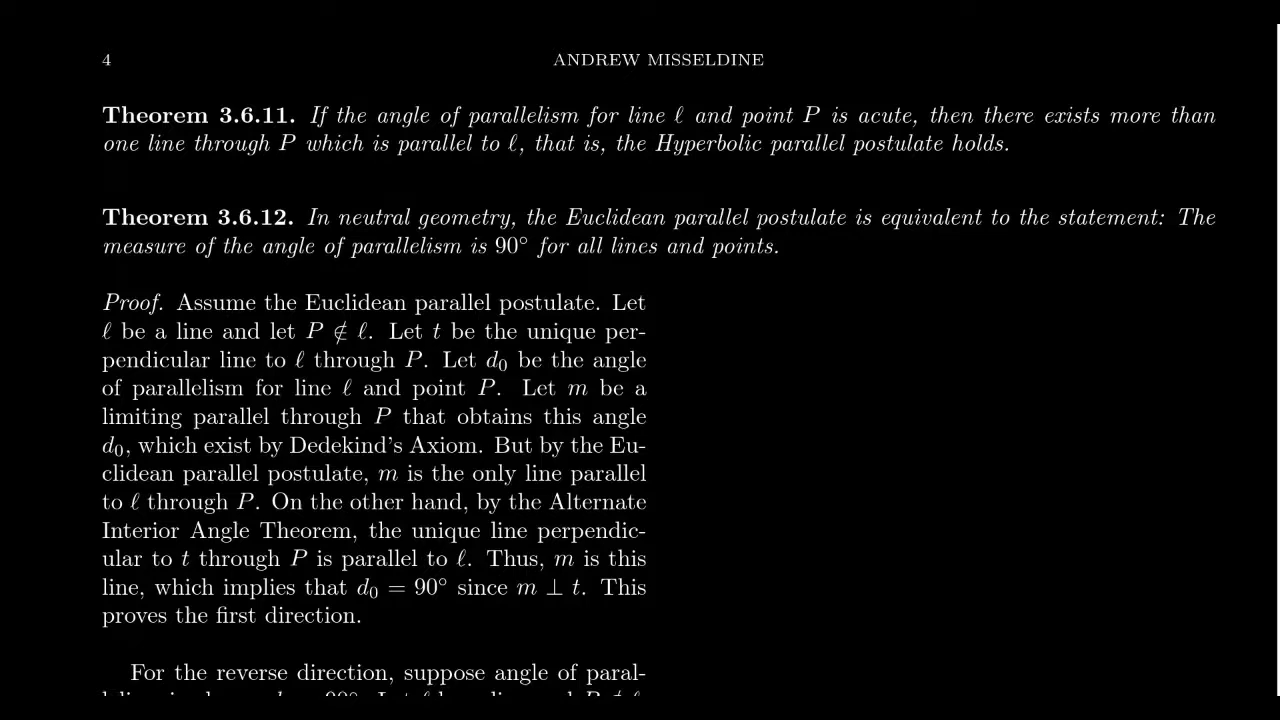 4
ANDREW MISSELDINE
Theorem 3.6.11. If the angle of parallelism for line ℓ and point P is acute, then there exists more than
one line through P which is parallel to ℓ, that is, the Hyperbolic parallel postulate holds.
Theorem 3.6.12. In neutral geometry, the Euclidean parallel postulate is equivalent to the statement: The
measure of the angle of parallelism is 90° for all lines and points.
Proof. Assume the Euclidean parallel postulate. Let
ℓ be a line and let P ∉ ℓ. Let t be the unique per-
pendicular line to ℓ through P. Let d₀ be the angle
of parallelism for line ℓ and point P. Let m be a
limiting parallel through P that obtains this angle
d₀, which exist by Dedekind's Axiom. But by the Eu-
clidean parallel postulate, m is the only line parallel
to ℓ through P. On the other hand, by the Alternate
Interior Angle Theorem, the unique line perpendic-
ular to t through P is parallel to ℓ. Thus, m is this
line, which implies that d₀ = 90° since m ⊥ t. This
proves the first direction.
For the reverse direction, suppose angle of paral-